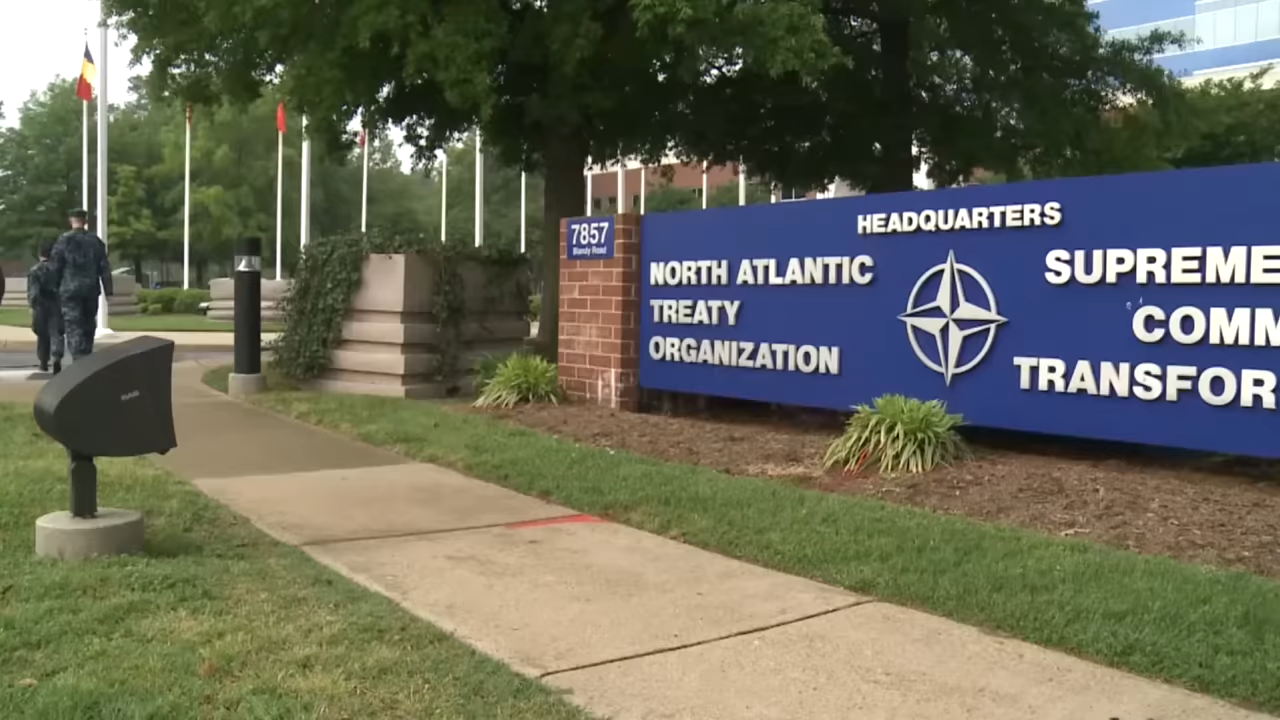 7857
Blandy Road
HEADQUARTERS
NORTH ATLANTIC
TREATY
ORGANIZATION
SUPREME
COMM
TRANSFOR